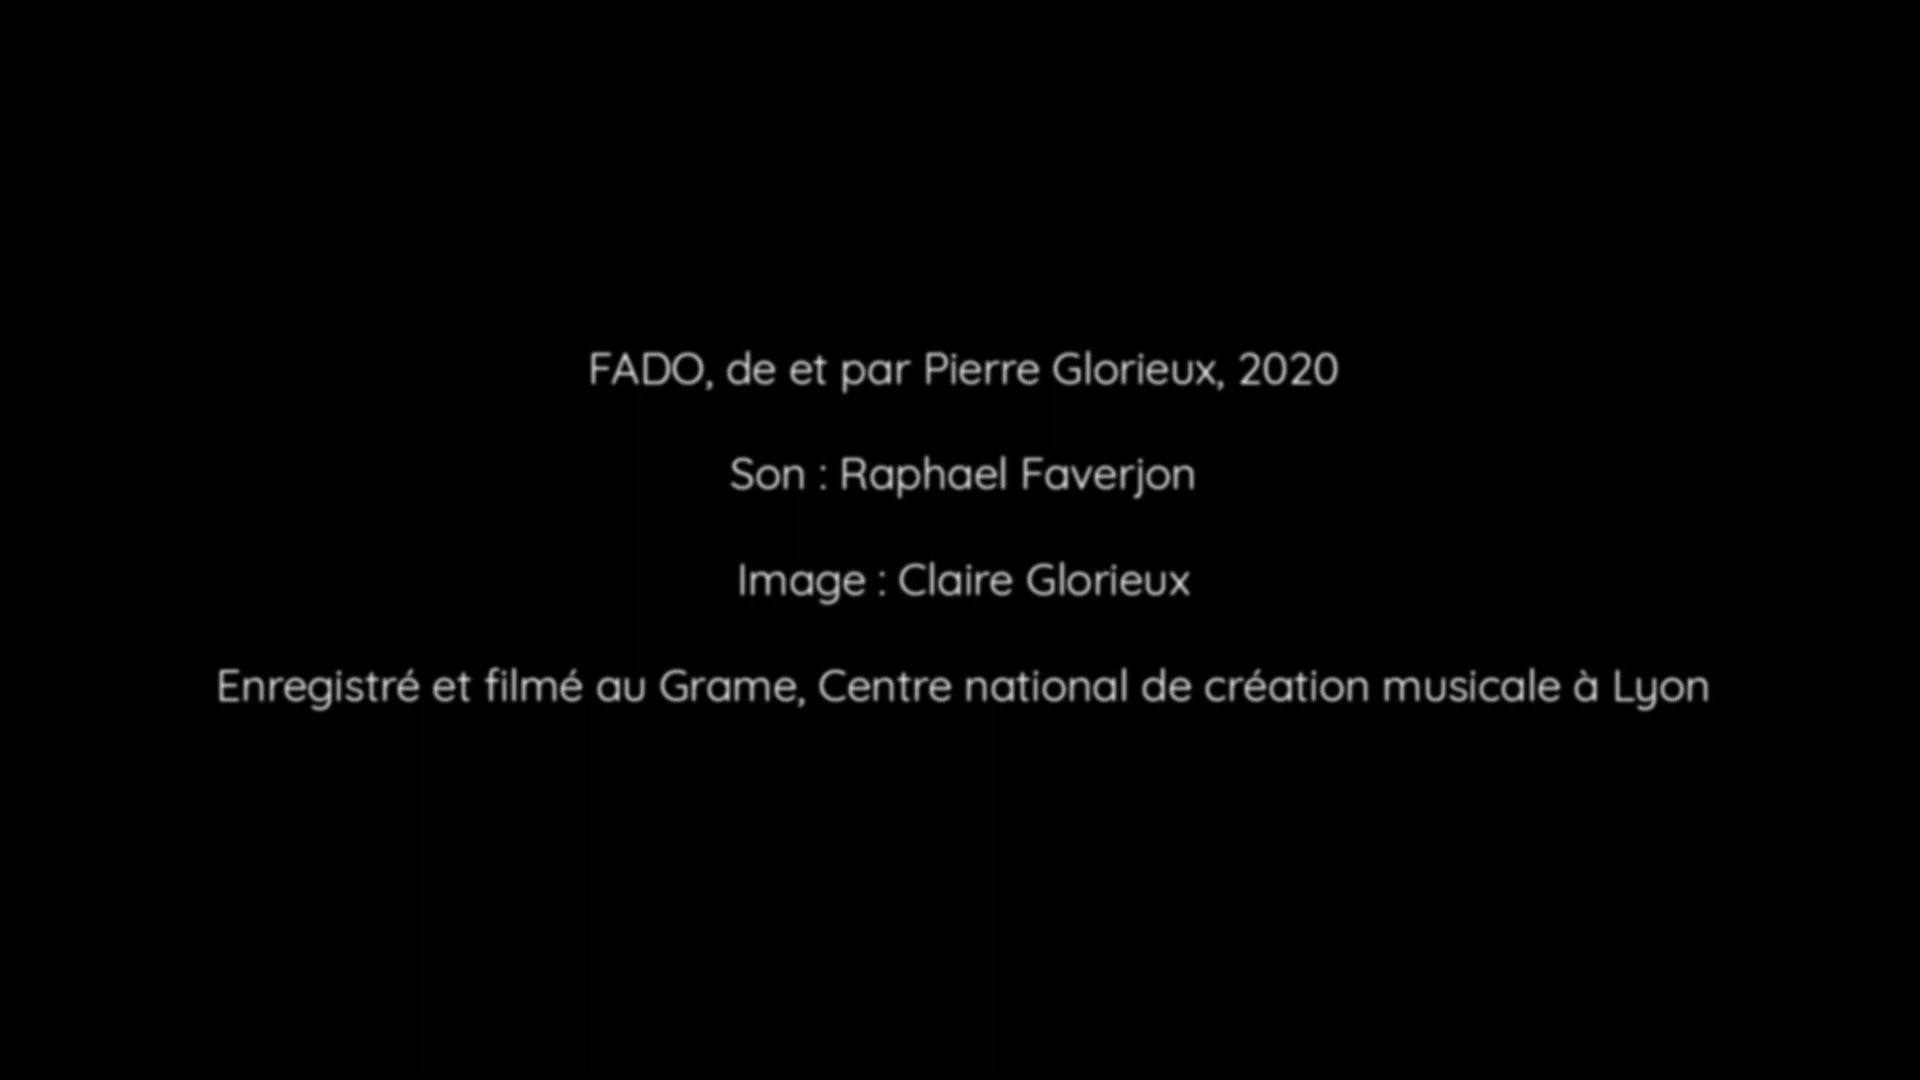 FADO, de et par Pierre Glorieux, 2020
Son : Raphael Faverjon
Image : Claire Glorieux
Enregistré et filmé au Grame, Centre national de création musicale à Lyon